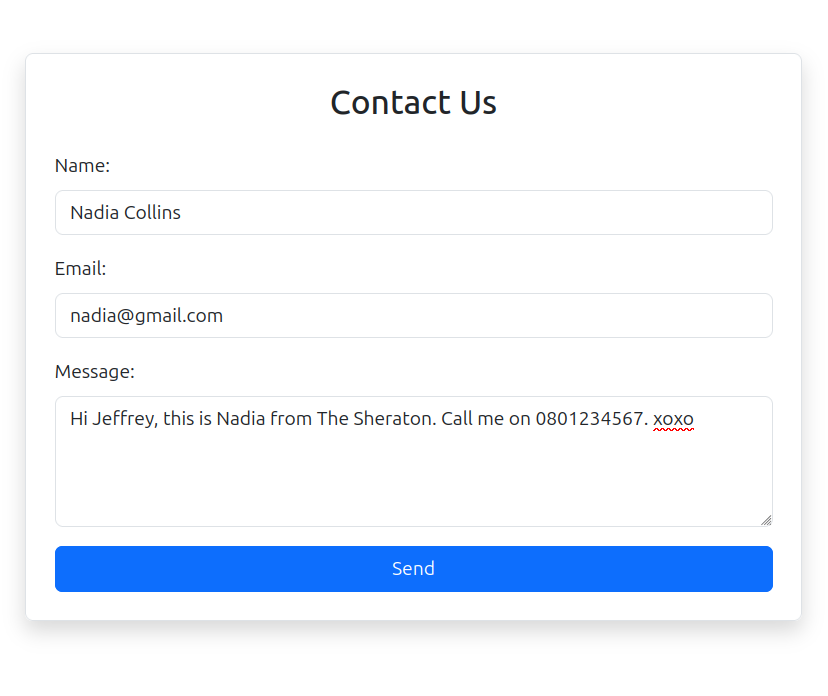 Contact Us
Name:
Nadia Collins
Email:
nadia@gmail.com
Message:
Hi Jeffrey, this is Nadia from The Sheraton. Call me on 0801234567. xoxo
Send